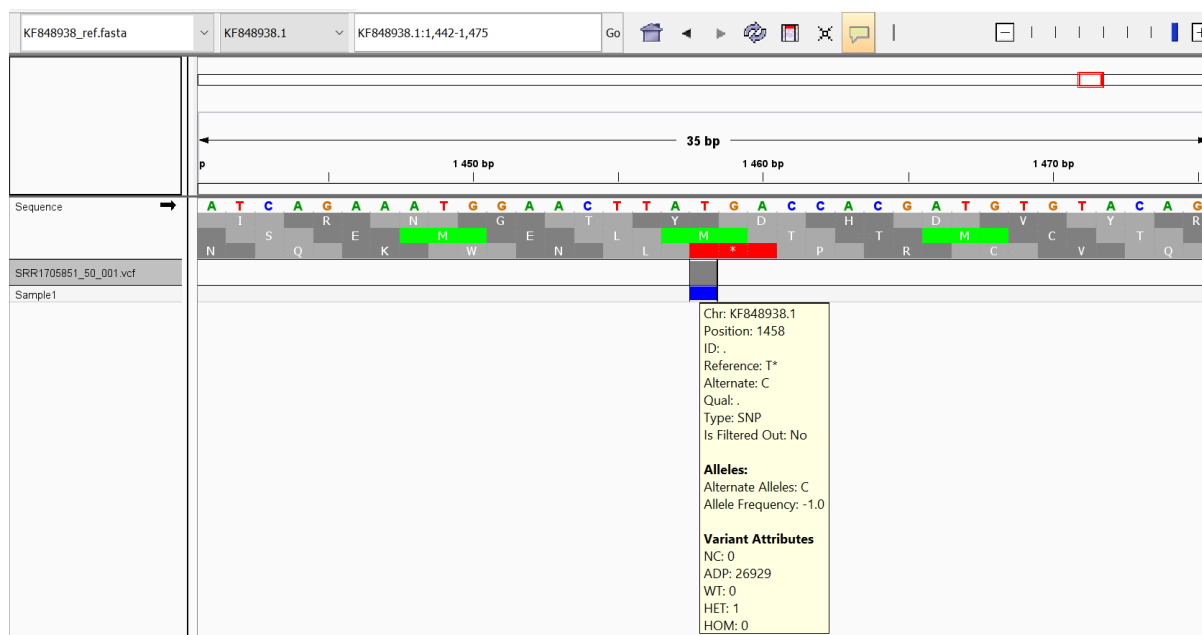 KF848938_ref.fasta KF848938.1 KF848938.1:1,442-1,475 Go
35 bp
p 1 450 bp 1 460 bp 1 470 bp
Sequence A T C A G A A A T G G A A C T T A T G A C C A C G A T G T G T A C A G
I R N G T Y D H D V Y R
S E M E L M T T M C T
N Q K W N L * P R C V Q
SRR1705851_50_001.vcf
Sample1
Chr: KF848938.1
Position: 1458
ID: .
Reference: T*
Alternate: C
Qual: .
Type: SNP
Is Filtered Out: No
Alleles:
Alternate Alleles: C
Allele Frequency: -1.0
Variant Attributes
NC: 0
ADP: 26929
WT: 0
HET: 1
HOM: 0